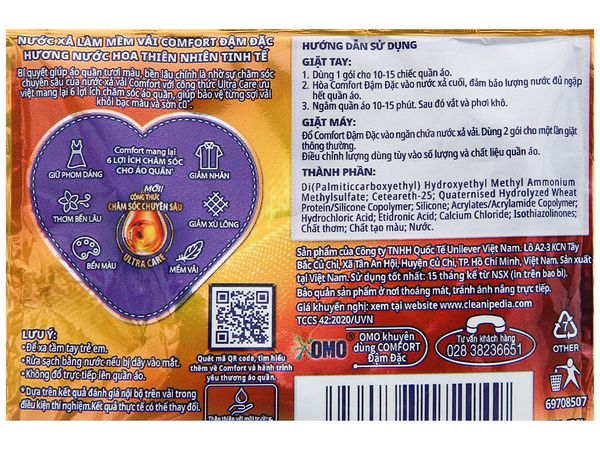 NƯỚC XẢ LÀM MỀM VẢI COMFORT ĐẬM ĐẶC
HƯƠNG NƯỚC HOA THIÊN NHIÊN TINH TẾ
Bí quyết giúp áo quần tươi màu, bền lâu chính là nhờ sự chăm sóc
chuyên sâu của nước xả vải Comfort với công thức Ultra Care ưu
việt mang lại 6 lợi ích chăm sóc áo quần, giúp bảo vệ từng sợi vải
khỏi bạc màu và sờn cũ*.
Comfort mang lại
6 LỢI ÍCH CHĂM SÓC
CHO ÁO QUẦN*
GIỮ PHOM DÁNG
GIẢM NHĂN
MỚI!
CÔNG THỨC
CHĂM SÓC CHUYÊN SÂU
THƠM BỀN LÂU
GIẢM XÙ LÔNG
ULTRA CARE
BỀN MÀU
MỀM VẢI
LƯU Ý:
• Để xa tầm tay trẻ em.
• Rửa sạch bằng nước nếu bị dây vào mắt.
• Không đổ trực tiếp lên quần áo.
*Dựa trên kết quả đánh giá nội bộ trên vải trong
điều kiện thí nghiệm. Kết quả thực tế có thể thay đổi.
Quét mã QR code, tìm hiểu
thêm về Comfort và hành trình
yêu thương áo quần.
Thân thiện với môi trường
HƯỚNG DẪN SỬ DỤNG
GIẶT TAY:
1. Dùng 1 gói cho 10-15 chiếc quần áo.
2. Hòa Comfort Đậm Đặc vào nước xả cuối, đảm bảo lượng nước đủ ngập
hết quần áo.
3. Ngâm quần áo 10-15 phút. Sau đó vắt và phơi khô.
GIẶT MÁY:
Đổ Comfort Đậm Đặc vào ngăn chứa nước xả vải. Dùng 2 gói cho một lần giặt
thông thường.
Điều chỉnh lượng dùng tùy vào số lượng và chất liệu quần áo.
THÀNH PHẦN:
Di(Palmiticcarboxyethyl) Hydroxyethyl Methyl Ammonium
Methylsulfate; Ceteareth-25; Quaternised Hydrolyzed Wheat
Protein/Silicone Copolymer; Silicone; Acrylates/Acrylamide Copolymer;
Hydrochloric Acid; Etidronic Acid; Calcium Chloride; Isothiazolinones;
Chất thơm; Chất tạo màu; Nước.
Sản phẩm của Công ty TNHH Quốc Tế Unilever Việt Nam. Lô A2-3 KCN Tây
Bắc Củ Chi, Xã Tân An Hội, Huyện Củ Chi, TP. Hồ Chí Minh, Việt Nam. Sản xuất
tại Việt Nam. Sử dụng tốt nhất: 15 tháng kể từ NSX (in trên bao bì).
Bảo quản sản phẩm ở nơi thoáng mát, tránh ánh nắng trực tiếp.
Giá khuyến nghị: xem tại website www.cleanipedia.com
TCCS 42:2020/UVN
OMO
OMO khuyên
dùng COMFORT
Đậm Đặc
Tư vấn khách hàng
028 38236651
7
OTHER
69708507